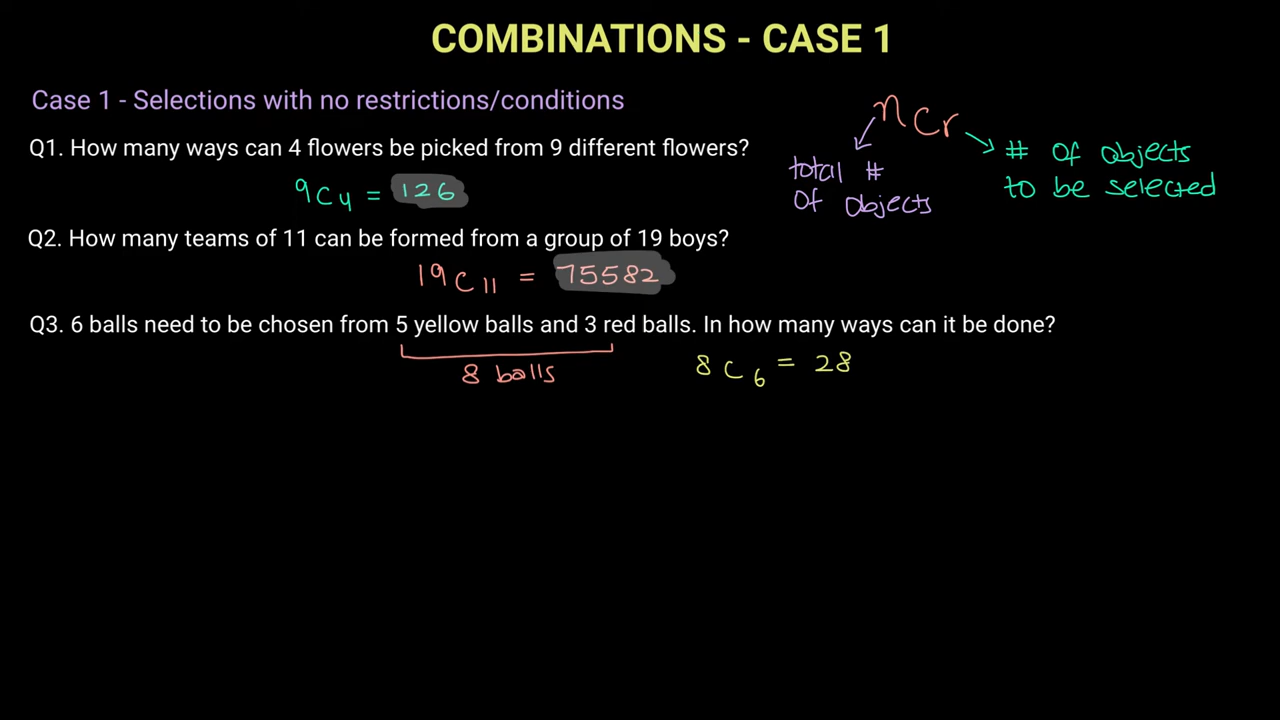 COMBINATIONS - CASE 1
Case 1 - Selections with no restrictions/conditions
nCr
total #
of objects
# of objects
to be selected
Q1. How many ways can 4 flowers be picked from 9 different flowers?
9C4 = 126
Q2. How many teams of 11 can be formed from a group of 19 boys?
19C11 = 75582
Q3. 6 balls need to be chosen from 5 yellow balls and 3 red balls. In how many ways can it be done?
8 balls
8C6 = 28